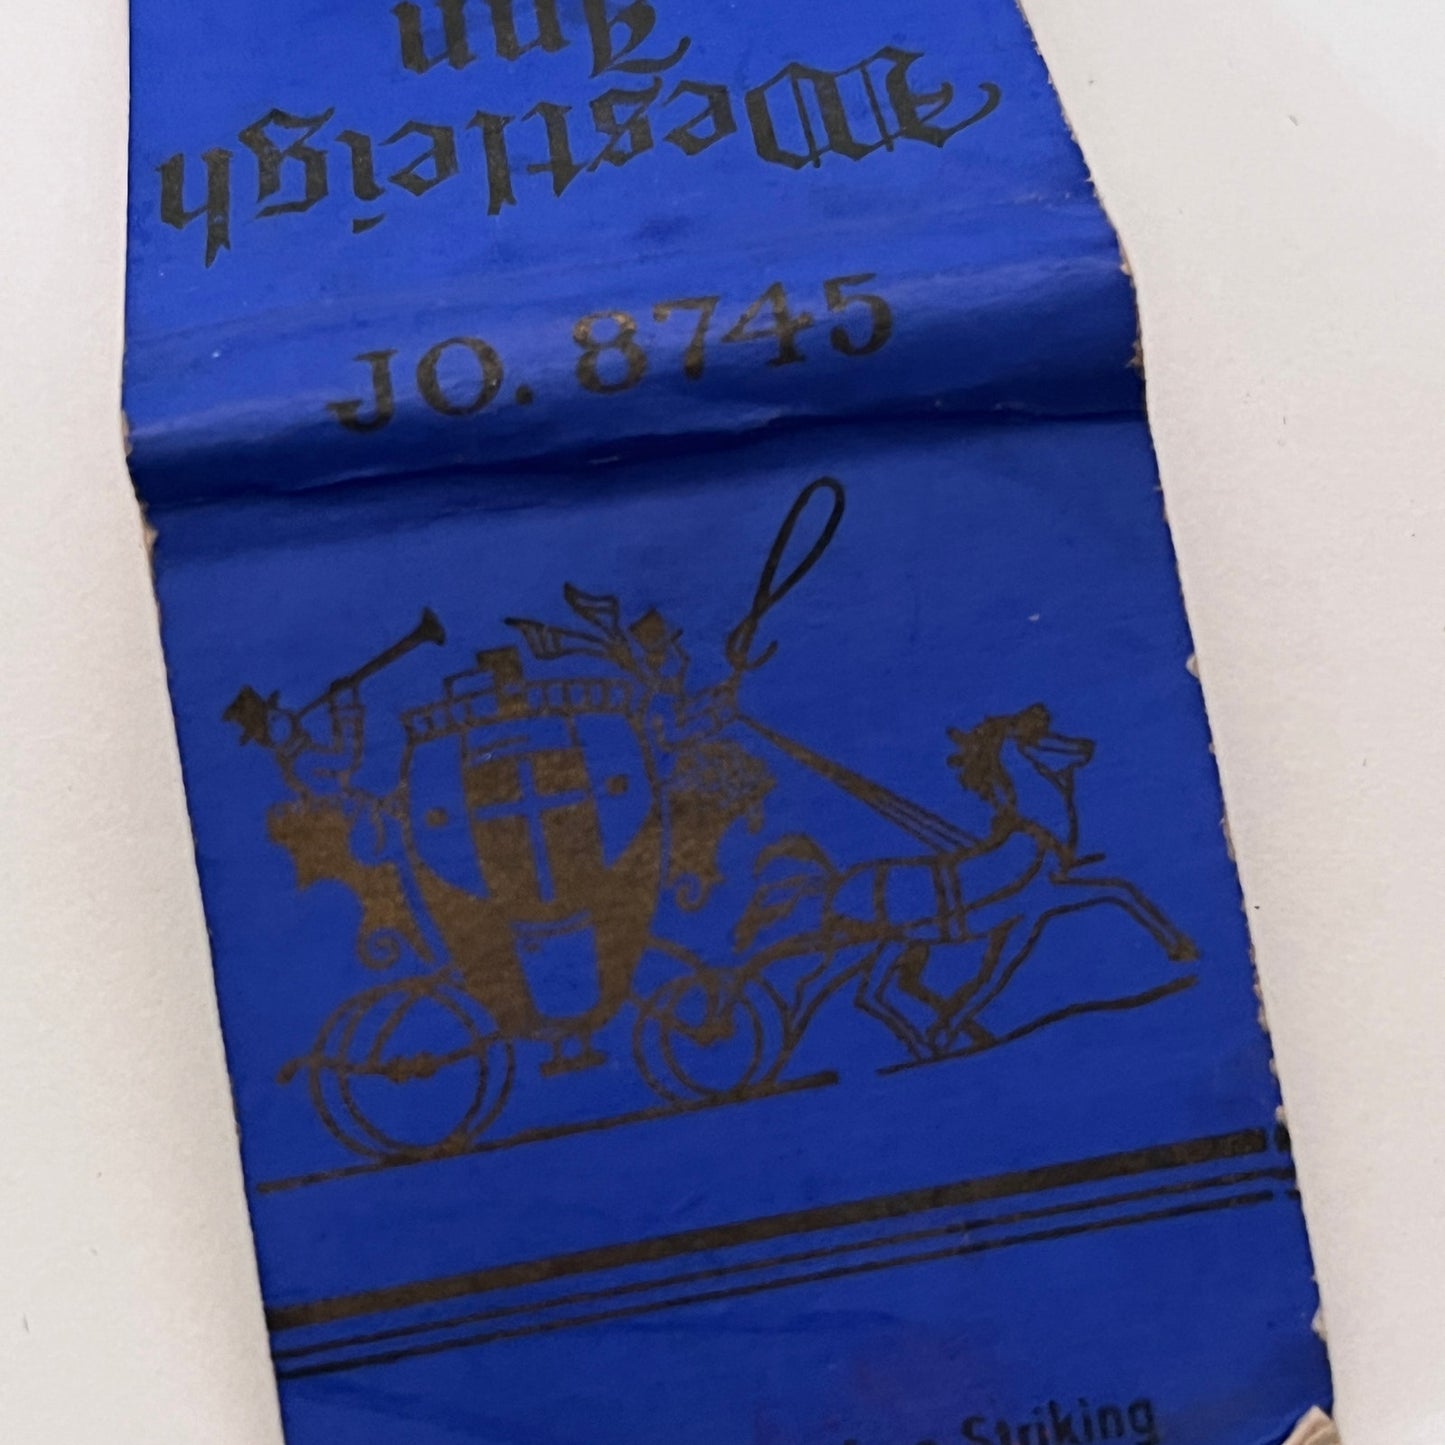 Westleigh
Inn
JO. 8745
Striking